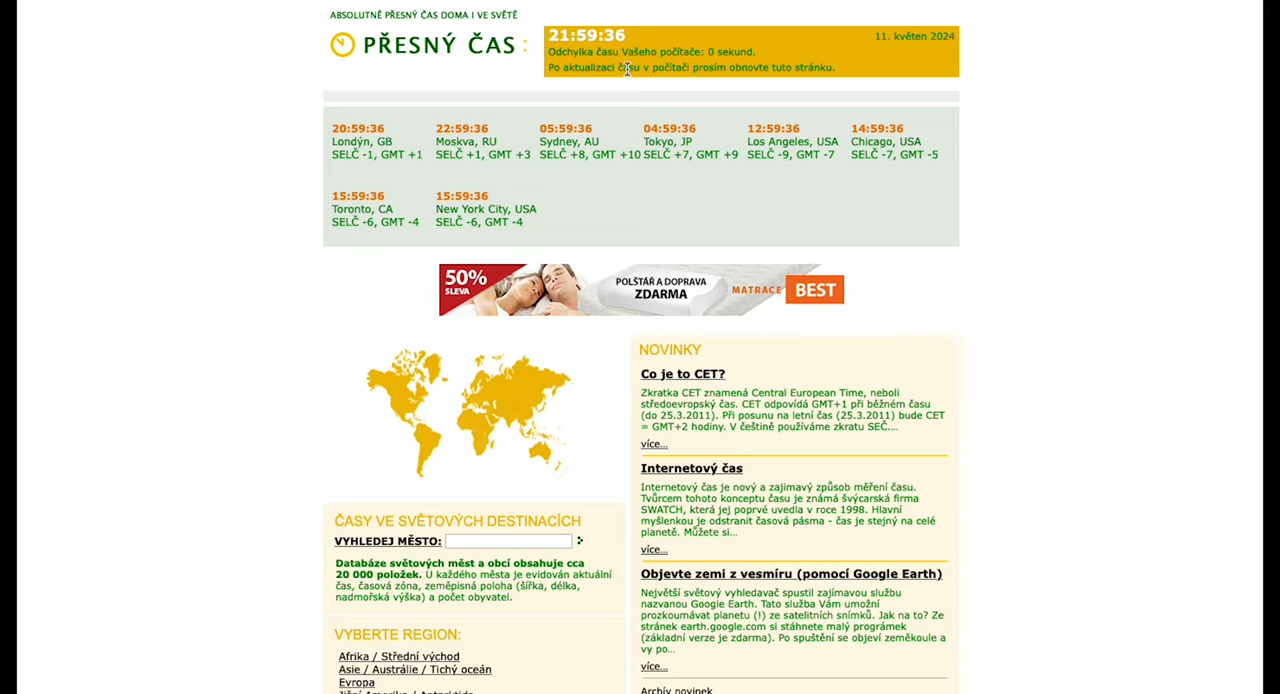 ABSOLUTNĚ PŘESNÝ ČAS DOMA I VE SVĚTĚ
PŘESNÝ ČAS :
21:59:36
11. květen 2024
Odchylka času Vašeho počítače: 0 sekund.
Po aktualizaci času v počítači prosím obnovte tuto stránku.
20:59:36
Londýn, GB
SELČ -1, GMT +1
22:59:36
Moskva, RU
SELČ +1, GMT +3
05:59:36
Sydney, AU
SELČ +8, GMT +10
04:59:36
Tokyo, JP
SELČ +7, GMT +9
12:59:36
Los Angeles, USA
SELČ -9, GMT -7
14:59:36
Chicago, USA
SELČ -7, GMT -5
15:59:36
Toronto, CA
SELČ -6, GMT -4
15:59:36
New York City, USA
SELČ -6, GMT -4
50%
SLEVA
POLŠTÁŘ A DOPRAVA
ZDARMA
MATRACE BEST
ČASY VE SVĚTOVÝCH DESTINACÍCH
VYHLEDEJ MĚSTO:
Databáze světových měst a obcí obsahuje cca
20 000 položek. U každého města je evidován aktuální
čas, časová zóna, zeměpisná poloha (šířka, délka,
nadmořská výška) a počet obyvatel.
VYBERTE REGION:
Afrika / Střední východ
Asie / Austrálie / Tichý oceán
Evropa
Jižní Amerika / Antarktida
NOVINKY
Co je to CET?
Zkratka CET znamená Central European Time, neboli
středoevropský čas. CET odpovídá GMT+1 při běžném času
(do 25.3.2011). Při posunu na letní čas (25.3.2011) bude CET
= GMT+2 hodiny. V češtině používáme zkratu SEČ....
více...
Internetový čas
Internetový čas je nový a zajimavý způsob měření času.
Tvůrcem tohoto konceptu času je známá švýcarská firma
SWATCH, která jej poprvé uvedla v roce 1998. Hlavní
myšlenkou je odstranit časová pásma - čas je stejný na celé
planetě. Můžete si...
více...
Objevte zemi z vesmíru (pomocí Google Earth)
Největší světový vyhledavač spustil zajímavou službu
nazvanou Google Earth. Tato služba Vám umožní
prozkoumávat planetu (!) ze satelitních snímků. Jak na to? Ze
stránek earth.google.com si stáhnete malý prográmek
(základní verze je zdarma). Po spuštění se objeví zeměkoule a
vy po...
více...
Archív novinek